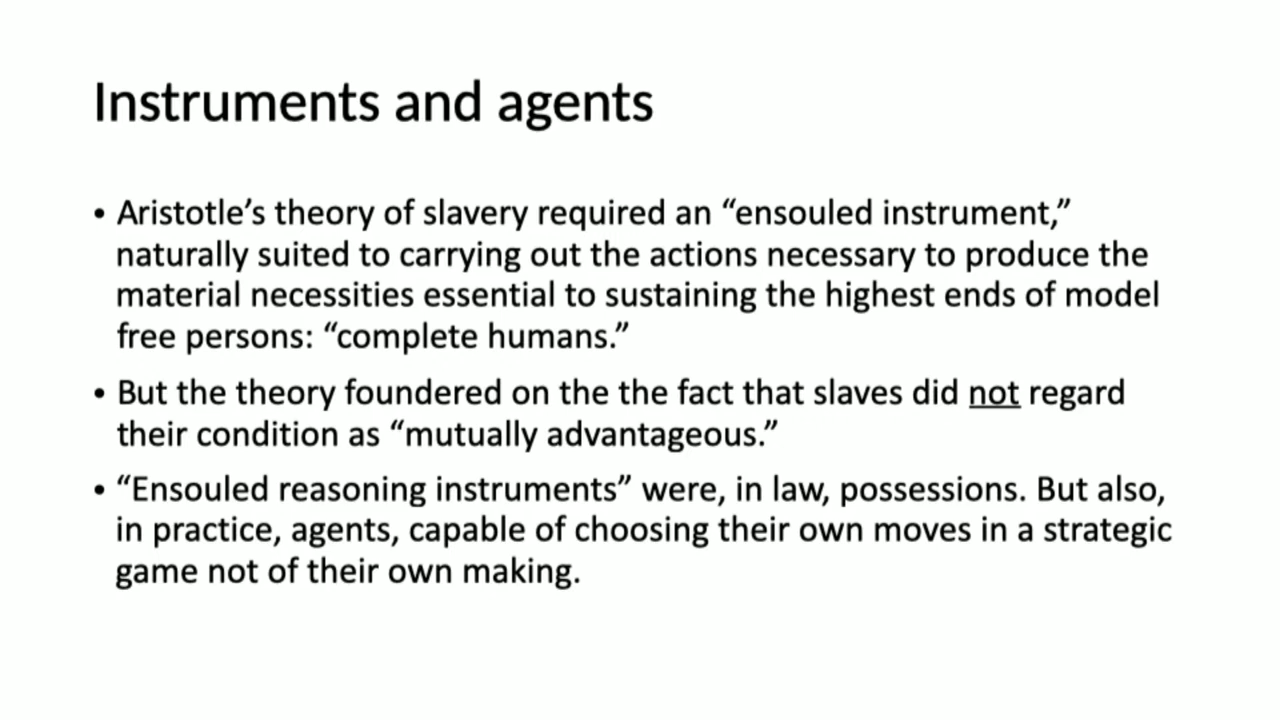 Instruments and agents
• Aristotle’s theory of slavery required an “ensouled instrument,”
naturally suited to carrying out the actions necessary to produce the
material necessities essential to sustaining the highest ends of model
free persons: “complete humans.”
• But the theory foundered on the the fact that slaves did not regard
their condition as “mutually advantageous.”
• “Ensouled reasoning instruments” were, in law, possessions. But also,
in practice, agents, capable of choosing their own moves in a strategic
game not of their own making.